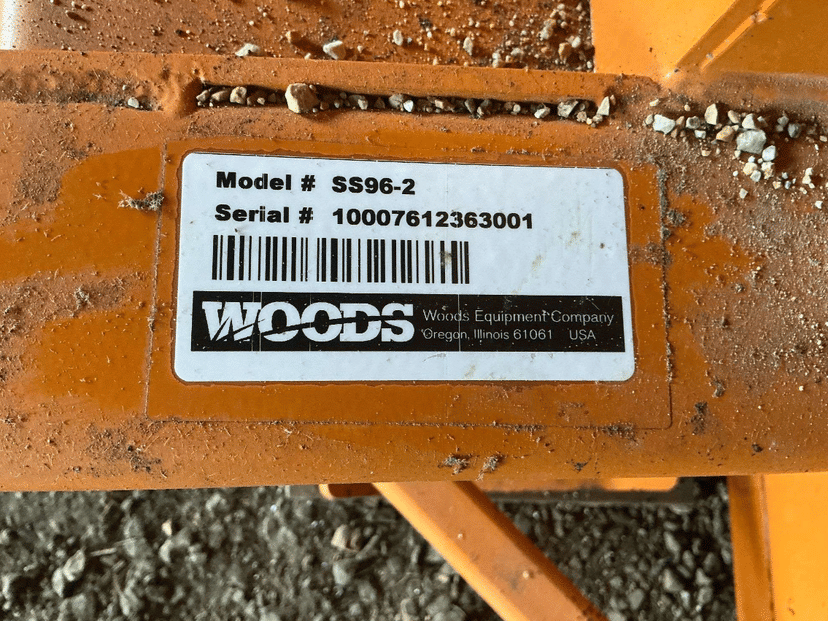 Model # SS96-2
Serial # 10007612363001
WOODS
Woods Equipment Company
Oregon, Illinois 61061 USA